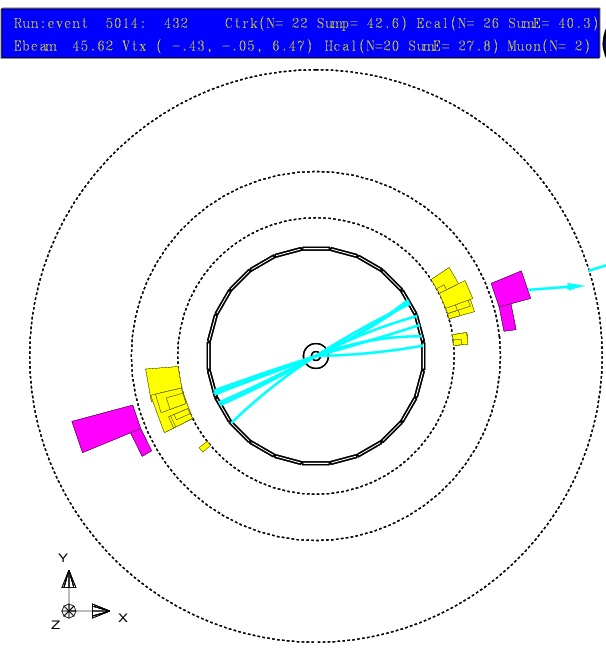 Run:event 5014: 432 Ctrk(N= 22 Sump= 42.6) Ecal(N= 26 SumE= 40.3)
Ebeam 45.62 Vtx ( -.43, -.05, 6.47) Hcal(N=20 SumE= 27.8) Muon(N= 2)
Y
Z X